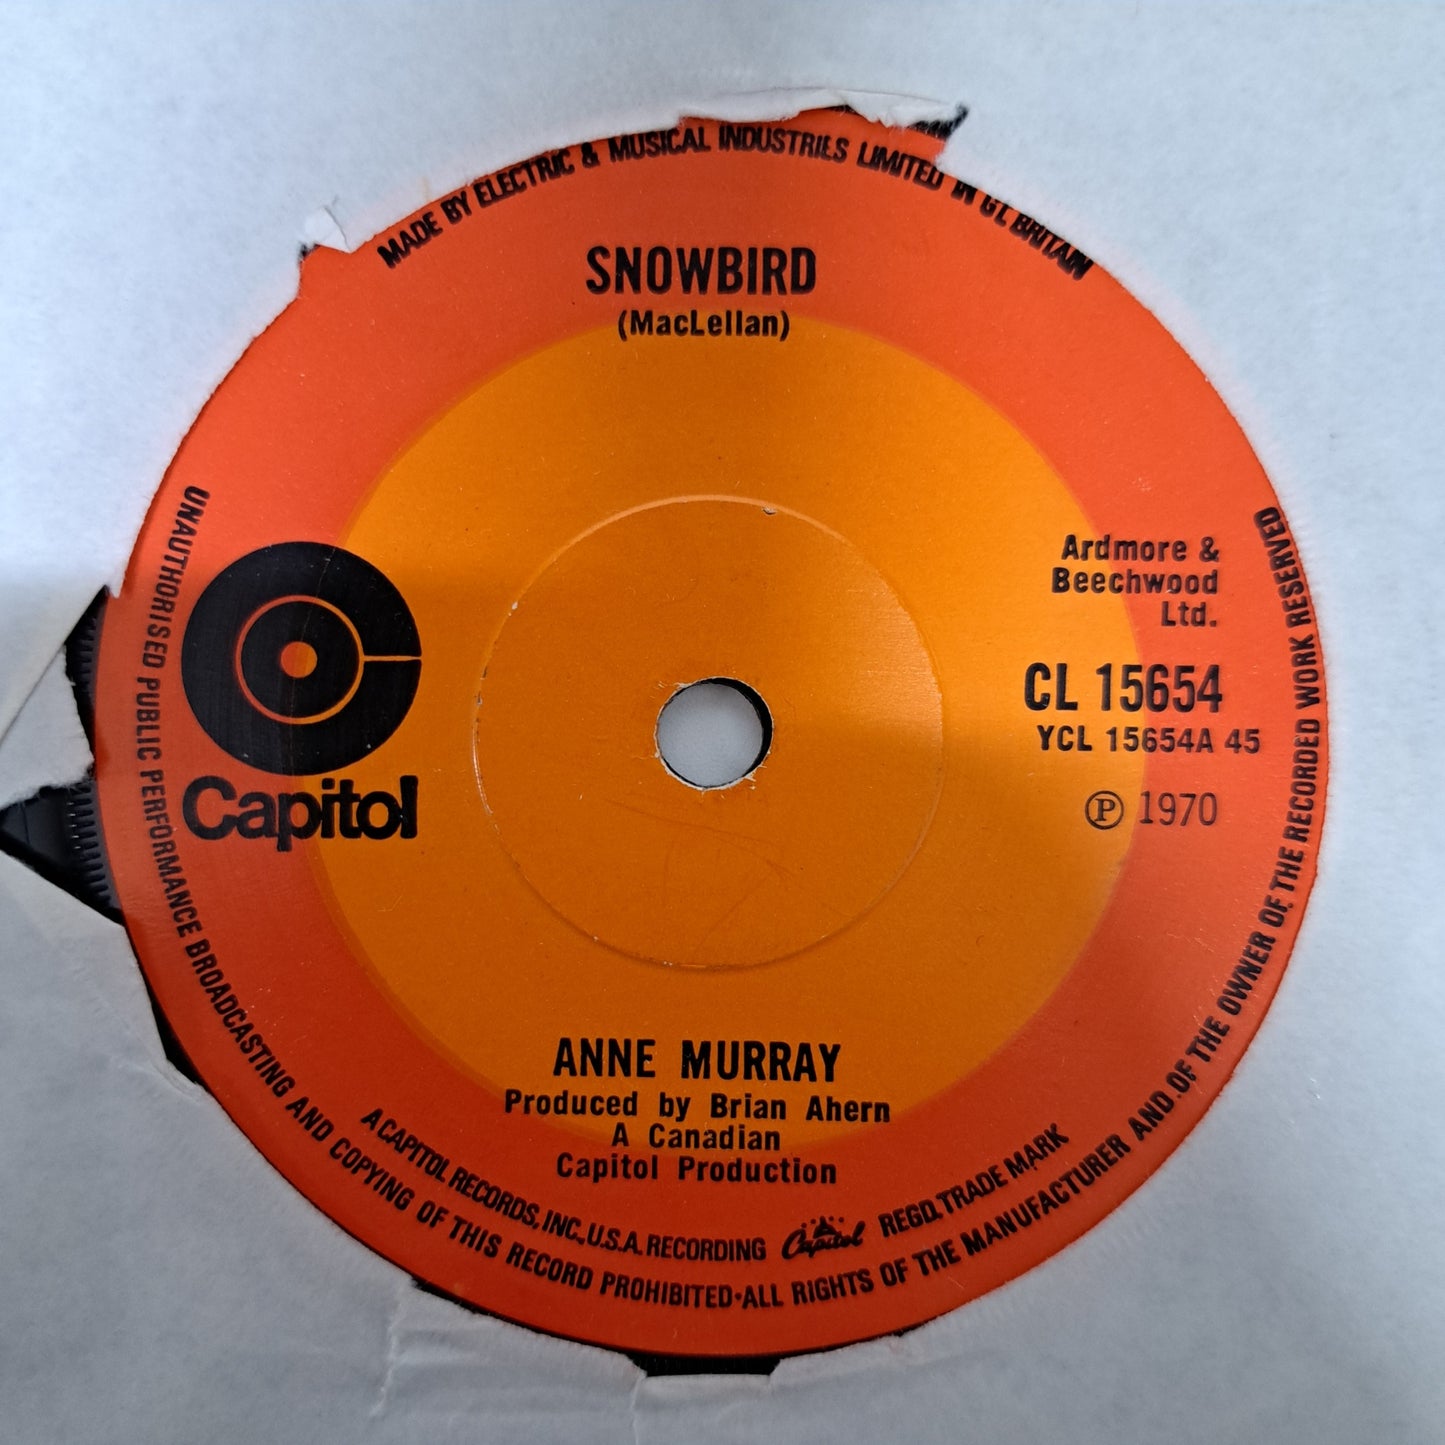 MADE BY ELECTRIC & MUSICAL INDUSTRIES LIMITED IN GT. BRITAIN
SNOWBIRD
(MacLellan)
Capitol
Ardmore &
Beechwood
Ltd.
CL 15654
YCL 15654A 45
℗ 1970
ANNE MURRAY
Produced by Brian Ahern
A Canadian
Capitol Production
A CAPITOL RECORDS, INC., U.S.A. RECORDING Capitol REGD. TRADE MARK
UNAUTHORISED PUBLIC PERFORMANCE BROADCASTING AND COPYING OF THIS RECORD PROHIBITED·ALL RIGHTS OF THE MANUFACTURER AND OF THE OWNER OF THE RECORDED WORK RESERVED